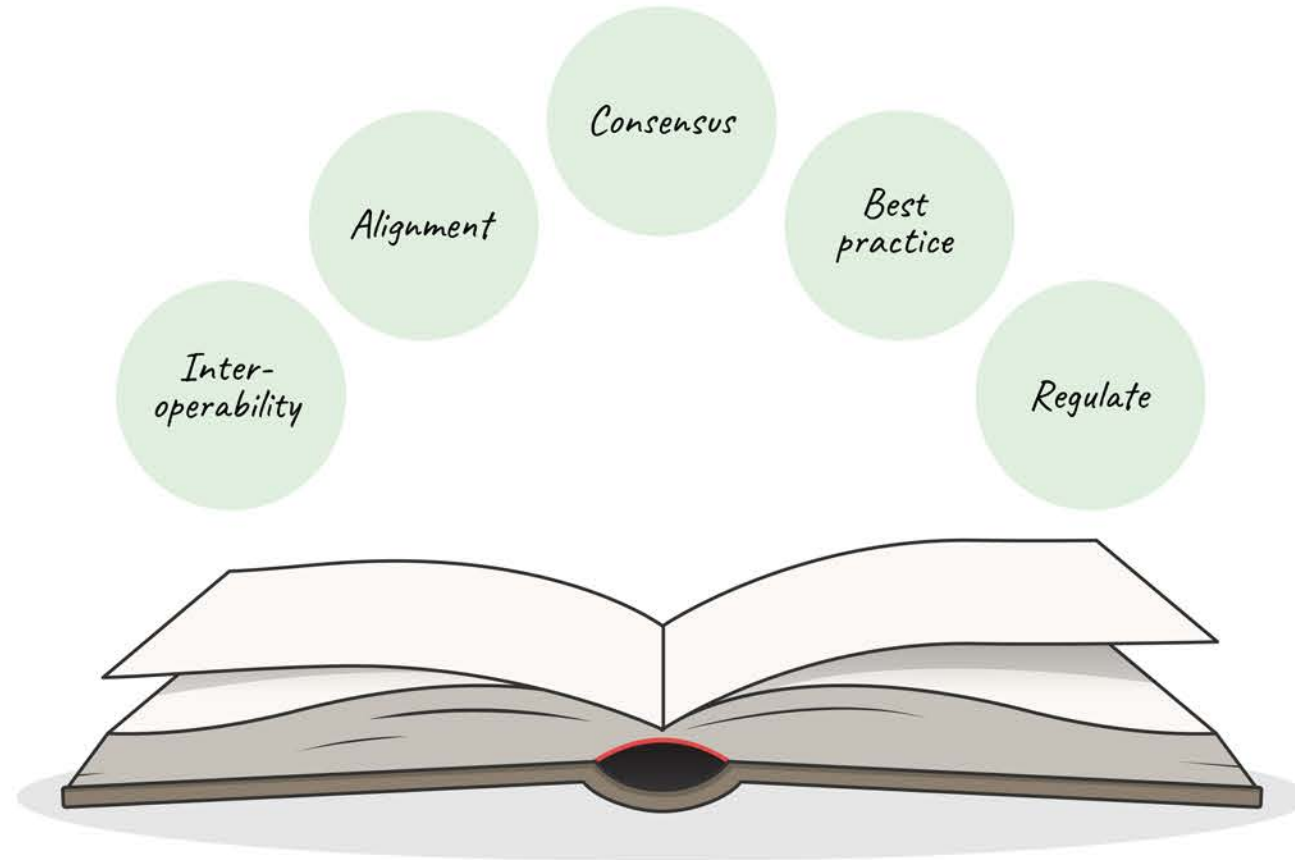 Consensus
Alignment
Best
practice
Inter-
operability
Regulate